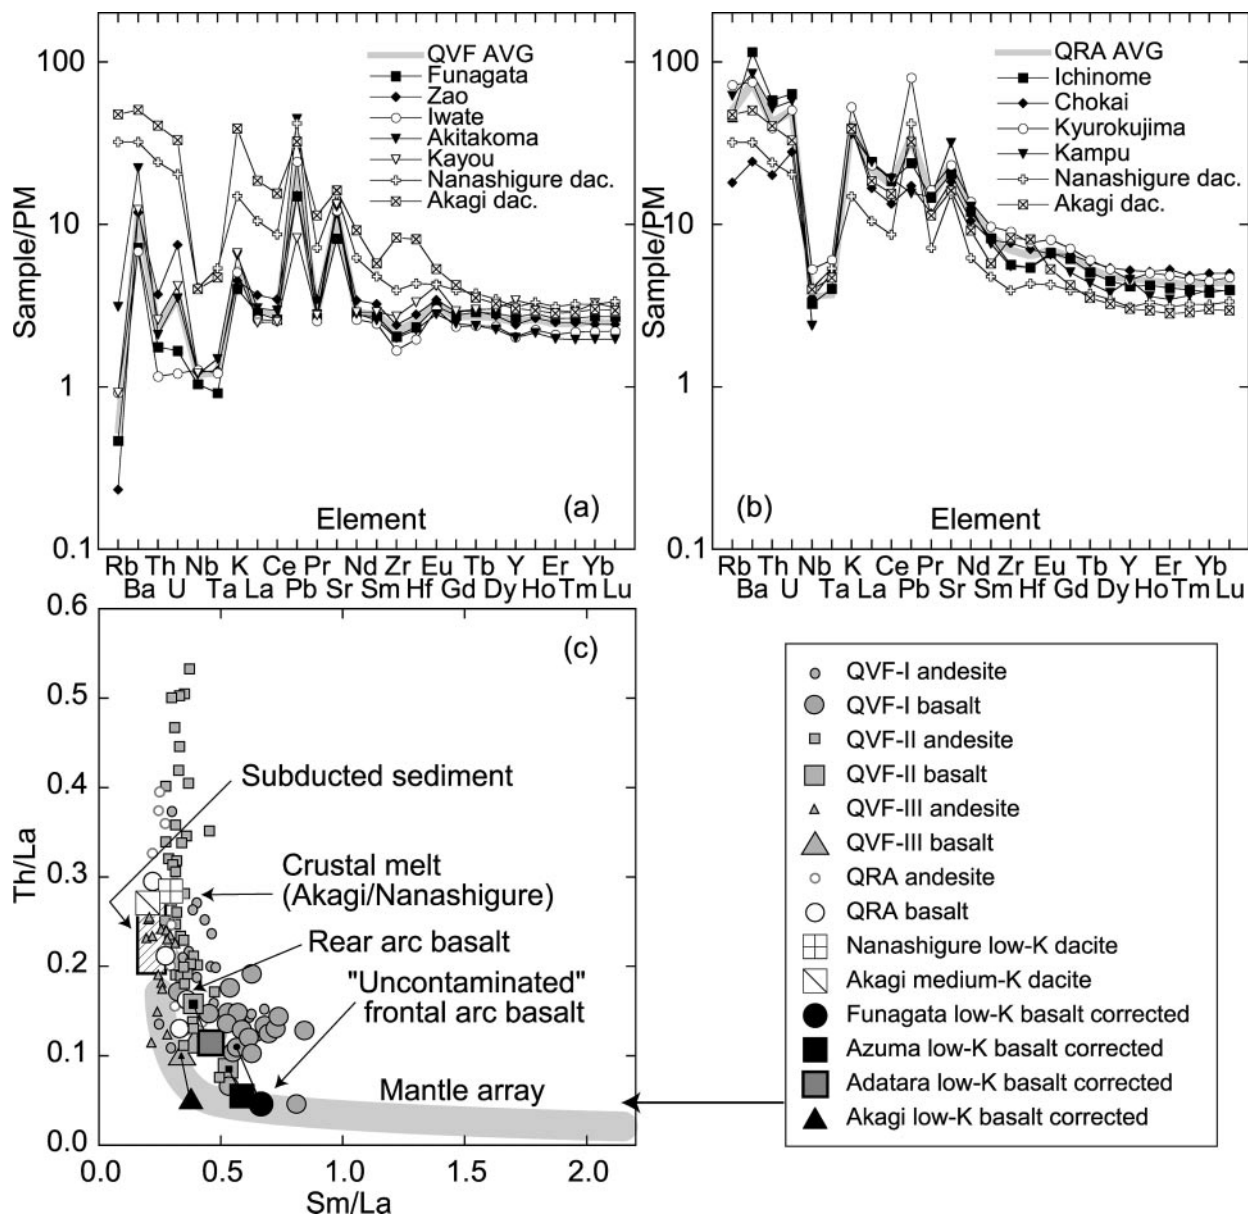 100
10
1
0.1
Sample/PM
QVF AVG
Funagata
Zao
Iwate
Akitakoma
Kayou
Nanashigure dac.
Akagi dac.
Element
(a)
Rb Th Nb K Ce Pr Nd Zr Eu Tb Y Er Yb
Ba U Ta La Pb Sr Sm Hf Gd Dy Ho Tm Lu
100
10
1
0.1
Sample/PM
QRA AVG
Ichinome
Chokai
Kyurokujima
Kampu
Nanashigure dac.
Akagi dac.
(b)
Element
Rb Th Nb K Ce Pr Nd Zr Eu Tb Y Er Yb
Ba U Ta La Pb Sr Sm Hf Gd Dy Ho Tm Lu
0.6
0.5
0.4
0.3
0.2
0.1
0.0
Th/La
(c)
Subducted sediment
Crustal melt
(Akagi/Nanashigure)
Rear arc basalt
"Uncontaminated"
frontal arc basalt
Mantle array
0.0 0.5 1.0 1.5 2.0
Sm/La
QVF-I andesite
QVF-I basalt
QVF-II andesite
QVF-II basalt
QVF-III andesite
QVF-III basalt
QRA andesite
QRA basalt
Nanashigure low-K dacite
Akagi medium-K dacite
Funagata low-K basalt corrected
Azuma low-K basalt corrected
Adatara low-K basalt corrected
Akagi low-K basalt corrected